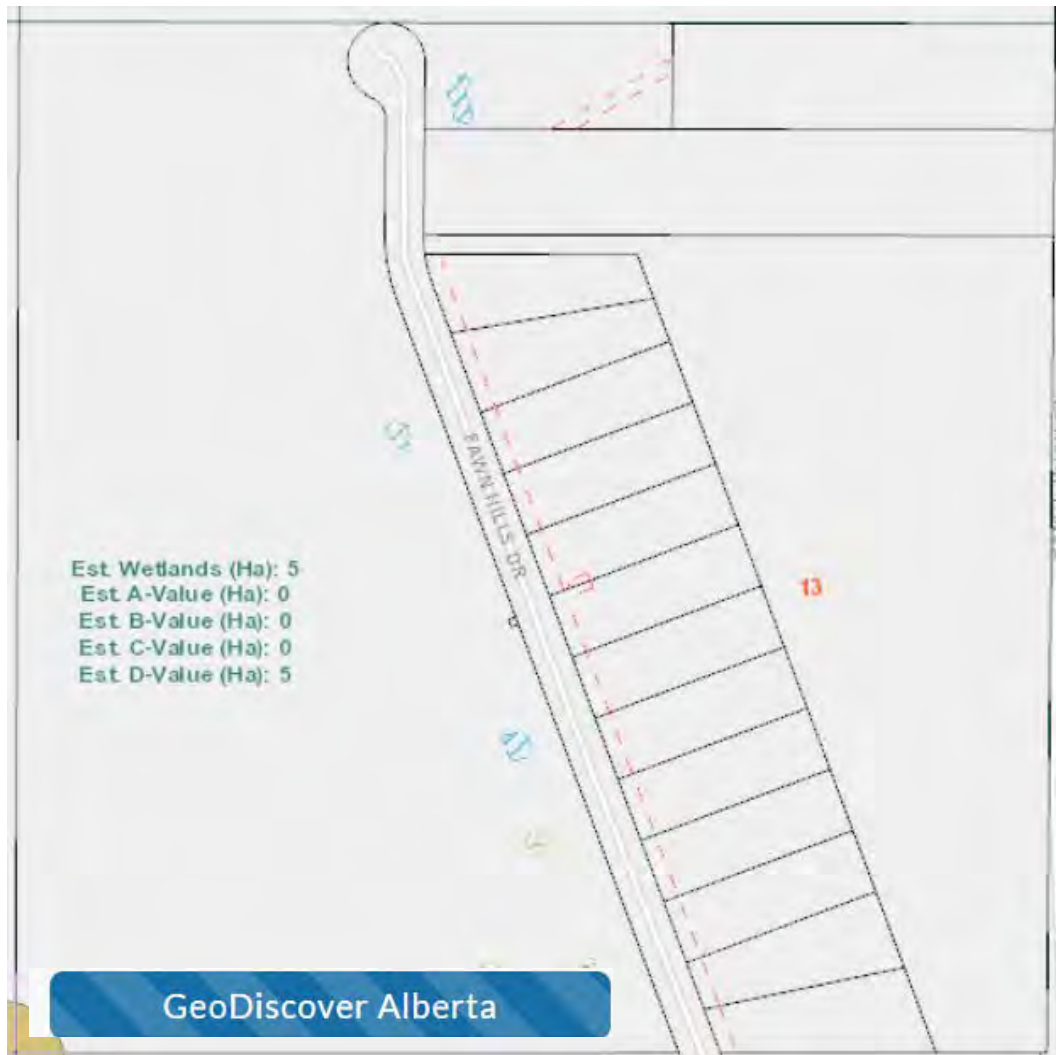 FAWN HILLS DR
Est. Wetlands (Ha): 5
Est. A-Value (Ha): 0
Est. B-Value (Ha): 0
Est. C-Value (Ha): 0
Est. D-Value (Ha): 5
13
GeoDiscover Alberta